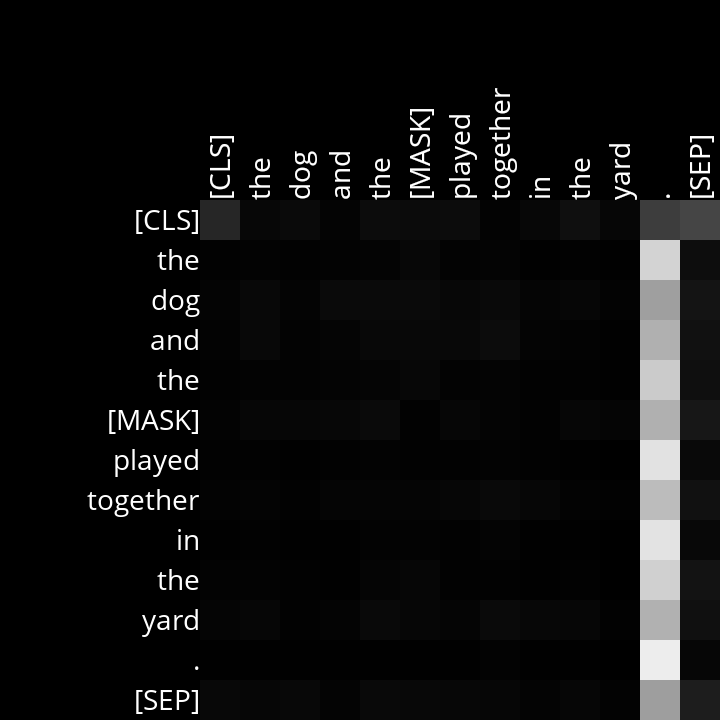 [CLS] the dog and the [MASK] played together in the yard . [SEP]
[CLS]
the
dog
and
the
[MASK]
played
together
in
the
yard
.
[SEP]